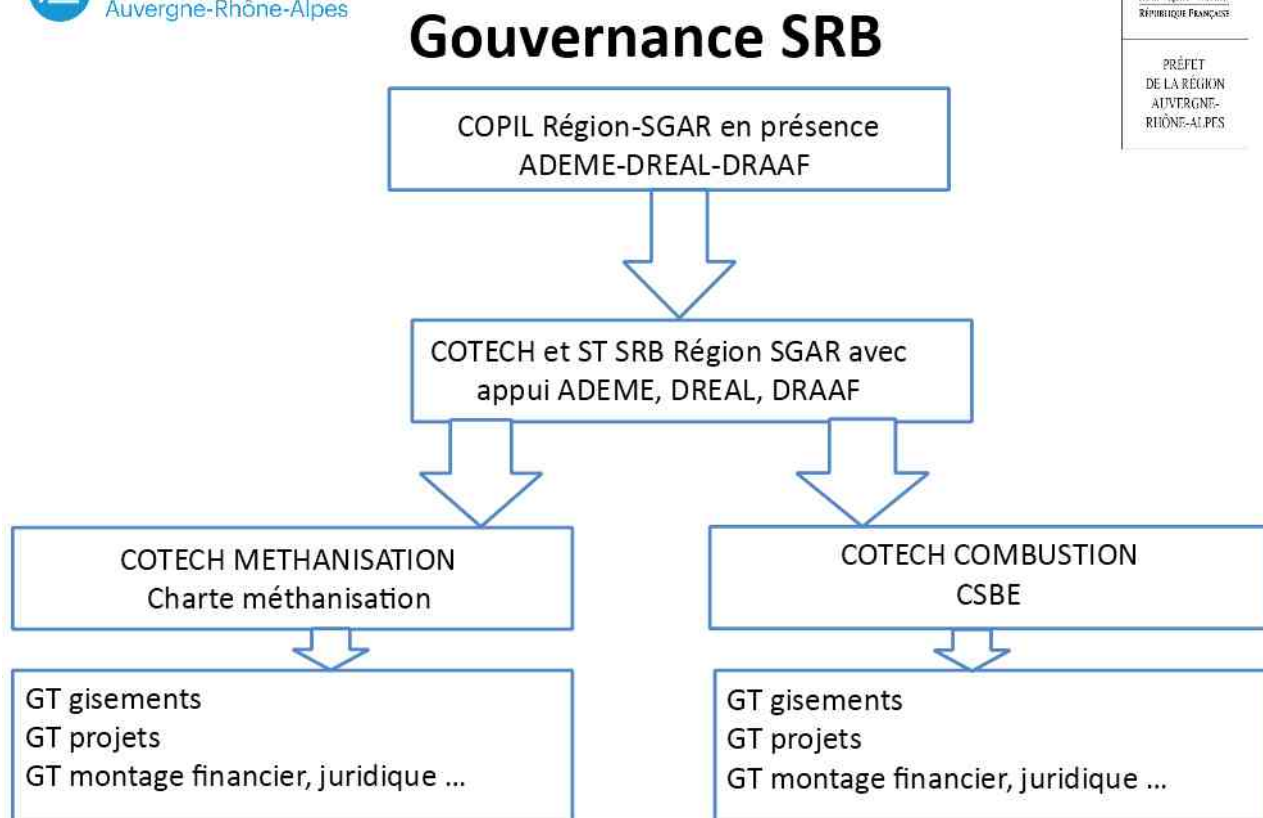 Auvergne-Rhône-Alpes
RÉPUBLIQUE FRANÇAISE
PRÉFET
DE LA RÉGION
AUVERGNE-
RHÔNE-ALPES
Gouvernance SRB
COPIL Région-SGAR en présence
ADEME-DREAL-DRAAF
COTECH et ST SRB Région SGAR avec
appui ADEME, DREAL, DRAAF
COTECH METHANISATION
Charte méthanisation
COTECH COMBUSTION
CSBE
GT gisements
GT projets
GT montage financier, juridique ...
GT gisements
GT projets
GT montage financier, juridique ...